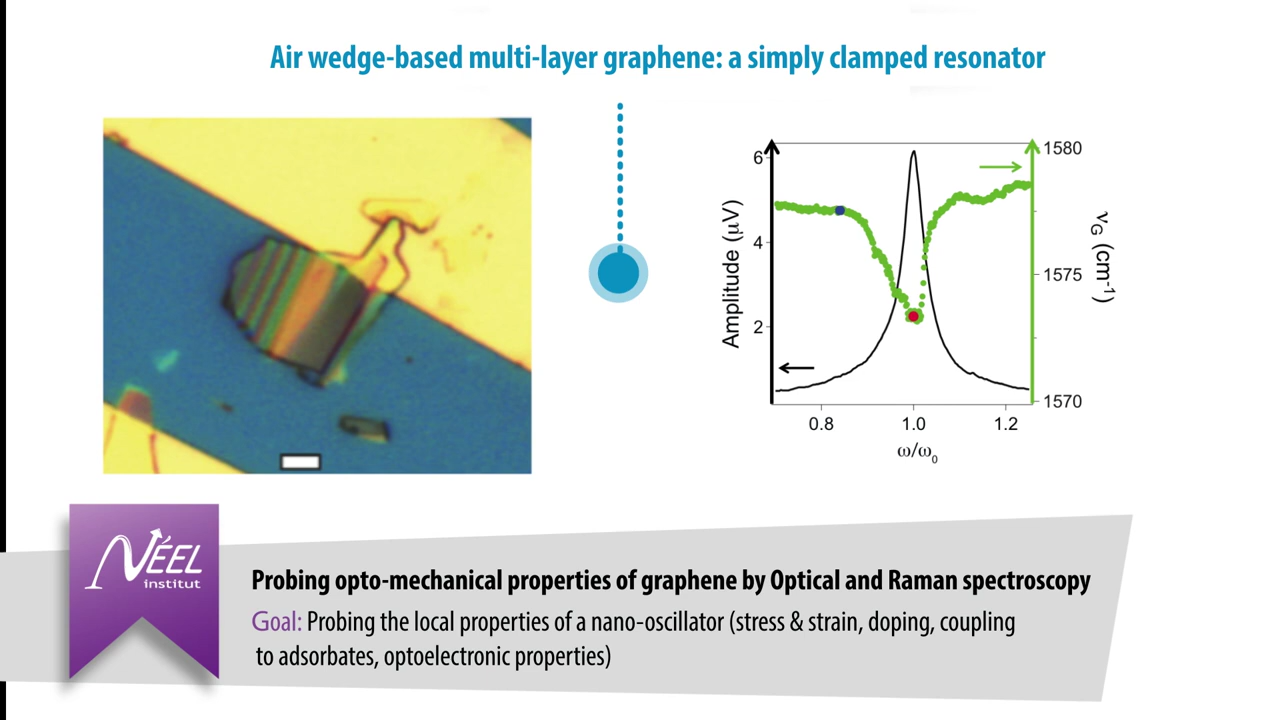 Air wedge-based multi-layer graphene: a simply clamped resonator
6
4
2
Amplitude (μV)
0.8
1.0
1.2
ω/ω₀
1580
1575
1570
νG (cm⁻¹)
NÉEL
institut
Probing opto-mechanical properties of graphene by Optical and Raman spectroscopy
Goal: Probing the local properties of a nano-oscillator (stress & strain, doping, coupling
to adsorbates, optoelectronic properties)